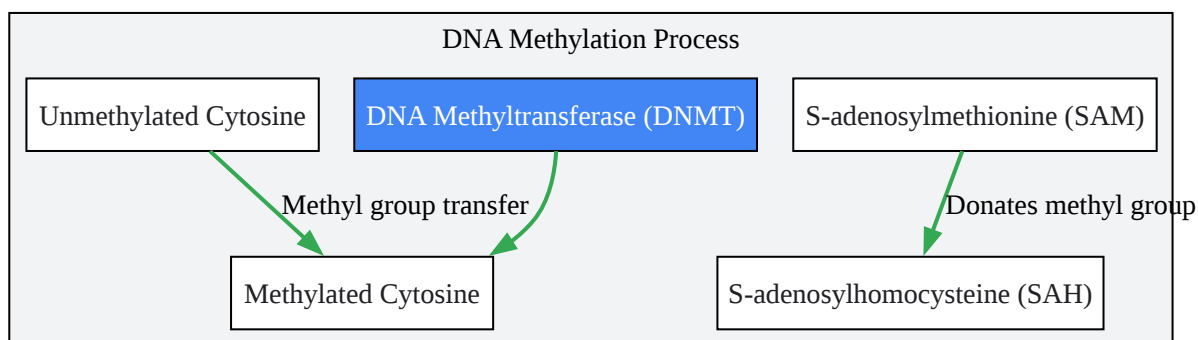 DNA Methylation Process
Unmethylated Cytosine
DNA Methyltransferase (DNMT)
S-adenosylmethionine (SAM)
Methyl group transfer
Donates methyl group
Methylated Cytosine
S-adenosylhomocysteine (SAH)